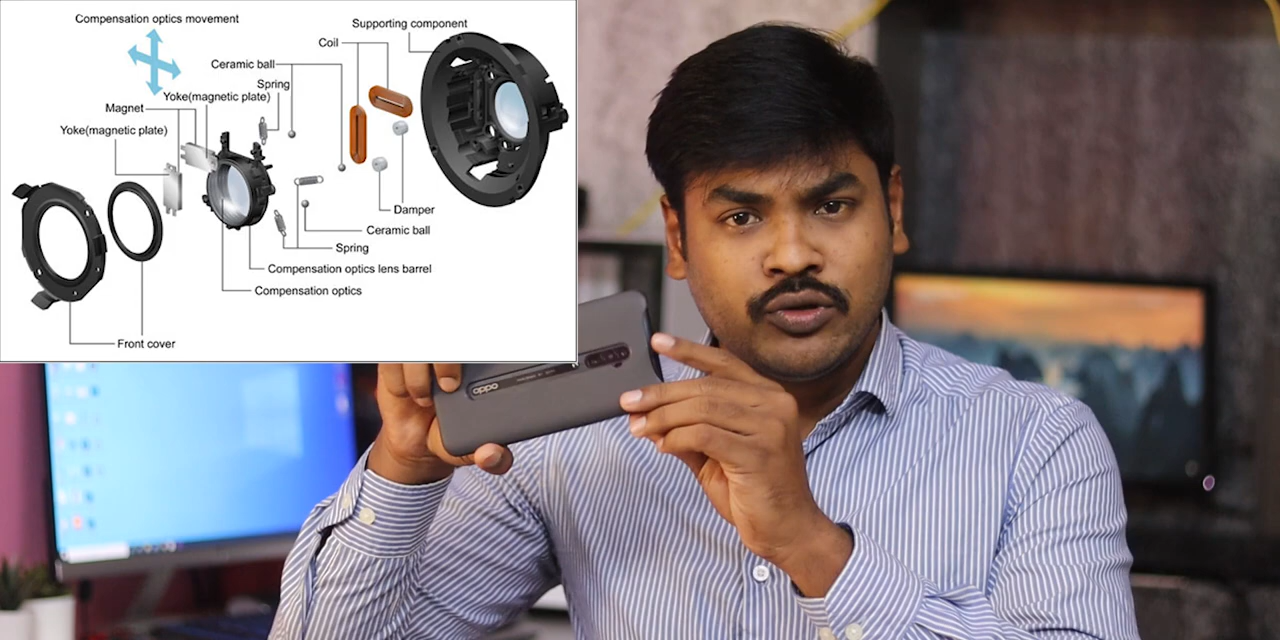 Compensation optics movement
Supporting component
Coil
Ceramic ball
Spring
Yoke(magnetic plate)
Magnet
Yoke(magnetic plate)
Damper
Ceramic ball
Spring
Compensation optics lens barrel
Compensation optics
Front cover
oppo